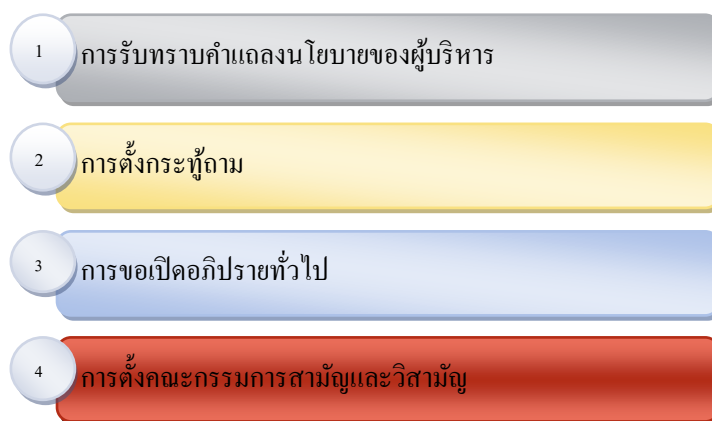 1 การรับทราบคำแถลงนโยบายของผู้บริหาร
2 การตั้งกระทู้ถาม
3 การขอเปิดอภิปรายทั่วไป
4 การตั้งคณะกรรมการสามัญและวิสามัญ